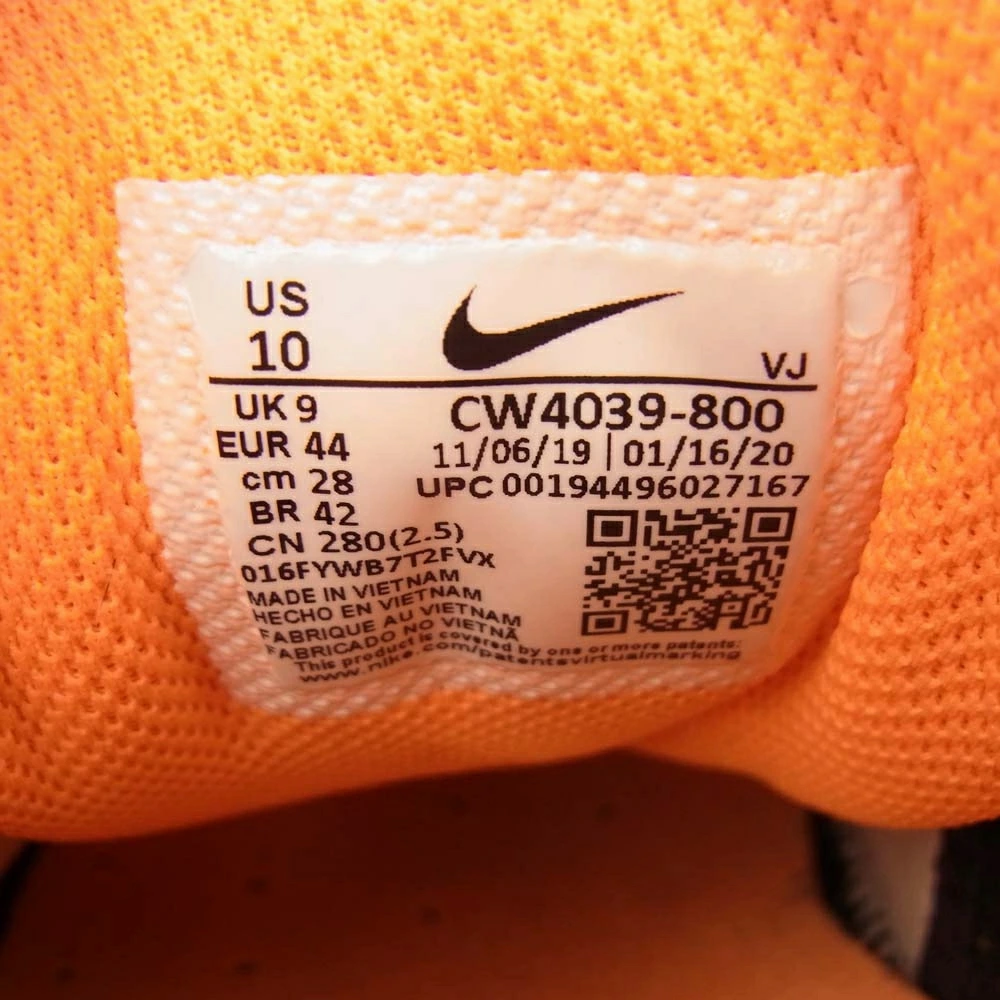 US
10
VJ
UK 9
EUR 44
cm 28
BR 42
CN 280(2.5)
CW4039-800
11/06/19 | 01/16/20
UPC 00194496027167
016FYWB7T2FVX
MADE IN VIETNAM
HECHO EN VIETNAM
FABRIQUE AU VIETNAM
FABRICADO NO VIETNÃ
This product is covered by one or more patents:
www.nike.com/patentsvirtualmarking